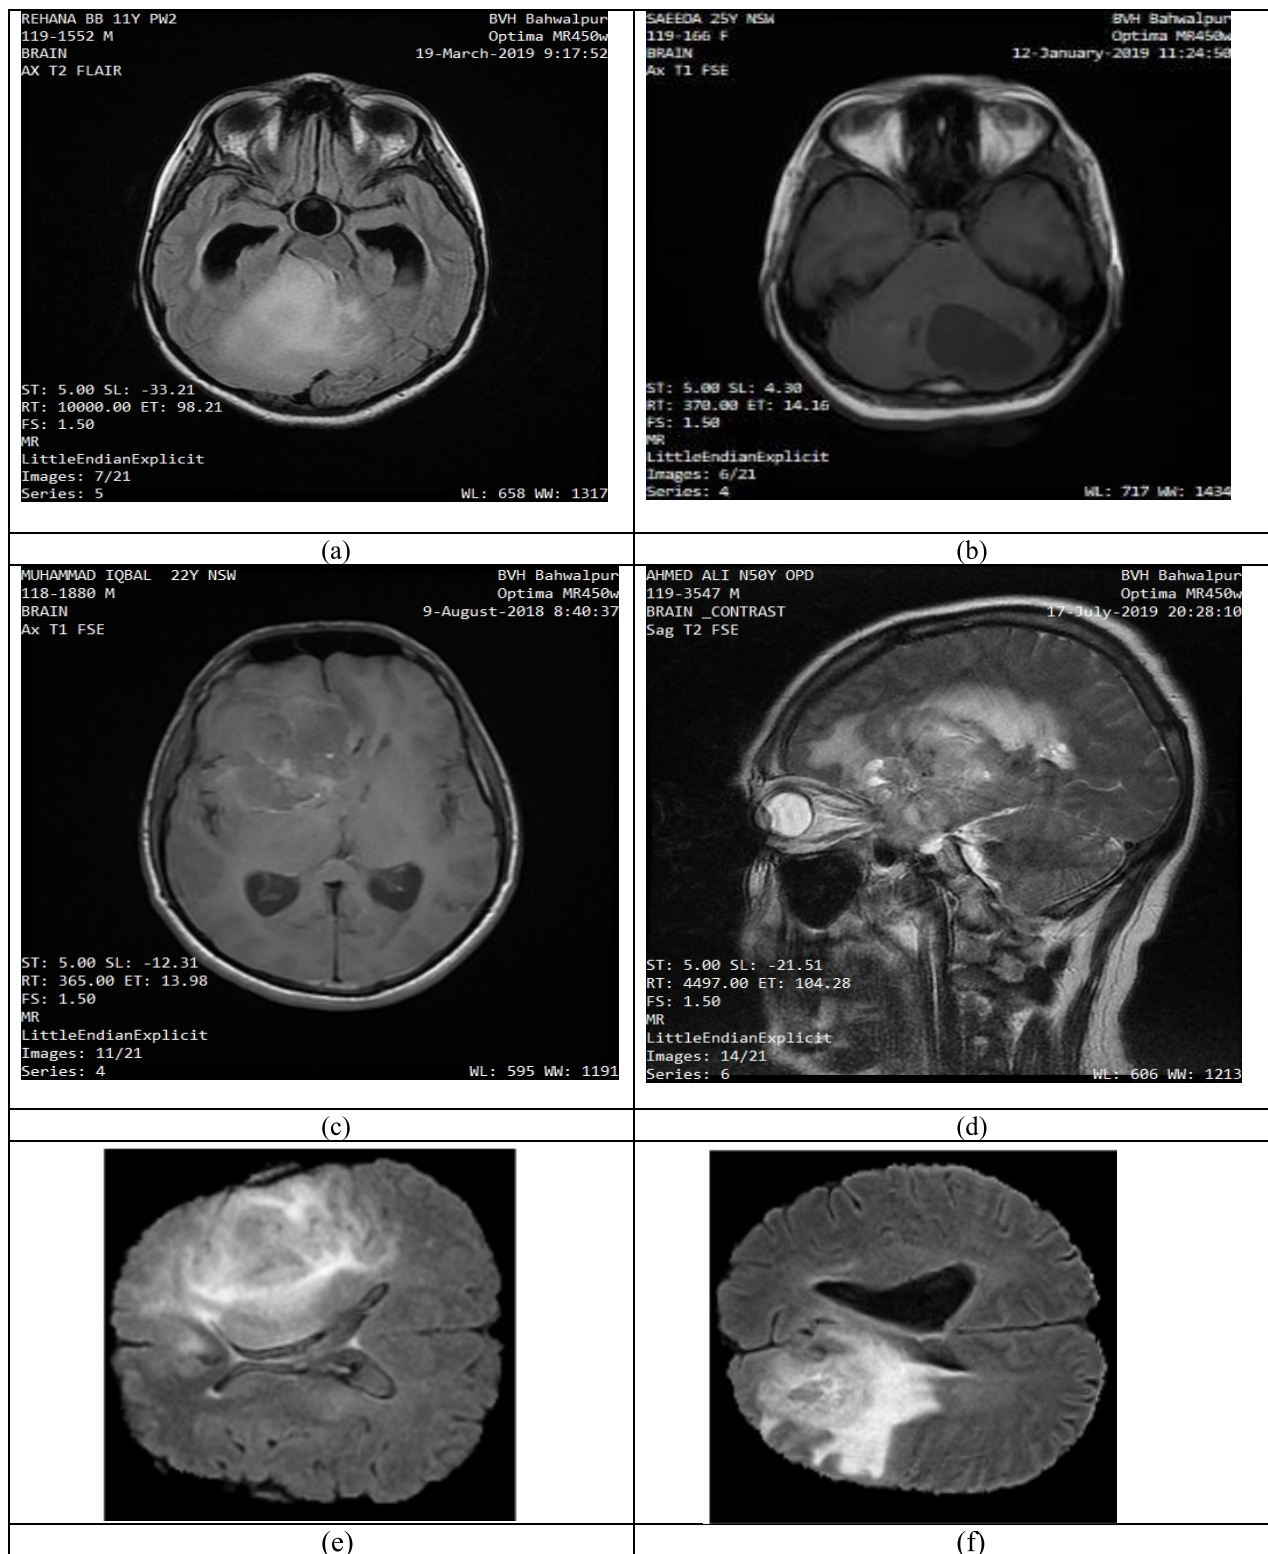 REHANA BB 11Y PW2
BVH Bahwalpur
119-1552 M
Optima MR450w
BRAIN
19-March-2019 9:17:52
AX T2 FLAIR
ST: 5.00 SL: -33.21
RT: 10000.00 ET: 98.21
FS: 1.50
MR
LittleEndianExplicit
Images: 7/21
Series: 5
WL: 658 WW: 1317
(a)
SAEEDA 25Y NSW
BVH Bahwalpur
119-166 F
Optima MR450w
BRAIN
12-January-2019 11:24:50
Ax T1 FSE
ST: 5.00 SL: 4.30
RT: 370.00 ET: 14.16
FS: 1.50
MR
LittleEndianExplicit
Images: 6/21
Series: 4
WL: 717 WW: 1434
(b)
MUHAMMAD IQBAL 22Y NSW
BVH Bahwalpur
118-1880 M
Optima MR450w
BRAIN
9-August-2018 8:40:37
Ax T1 FSE
ST: 5.00 SL: -12.31
RT: 365.00 ET: 13.98
FS: 1.50
MR
LittleEndianExplicit
Images: 11/21
Series: 4
WL: 595 WW: 1191
(c)
AHMED ALI N50Y OPD
BVH Bahwalpur
119-3547 M
Optima MR450w
BRAIN _CONTRAST
17-July-2019 20:28:10
Sag T2 FSE
ST: 5.00 SL: -21.51
RT: 4497.00 ET: 104.28
FS: 1.50
MR
LittleEndianExplicit
Images: 14/21
Series: 6
WL: 606 WW: 1213
(d)
(e)
(f)